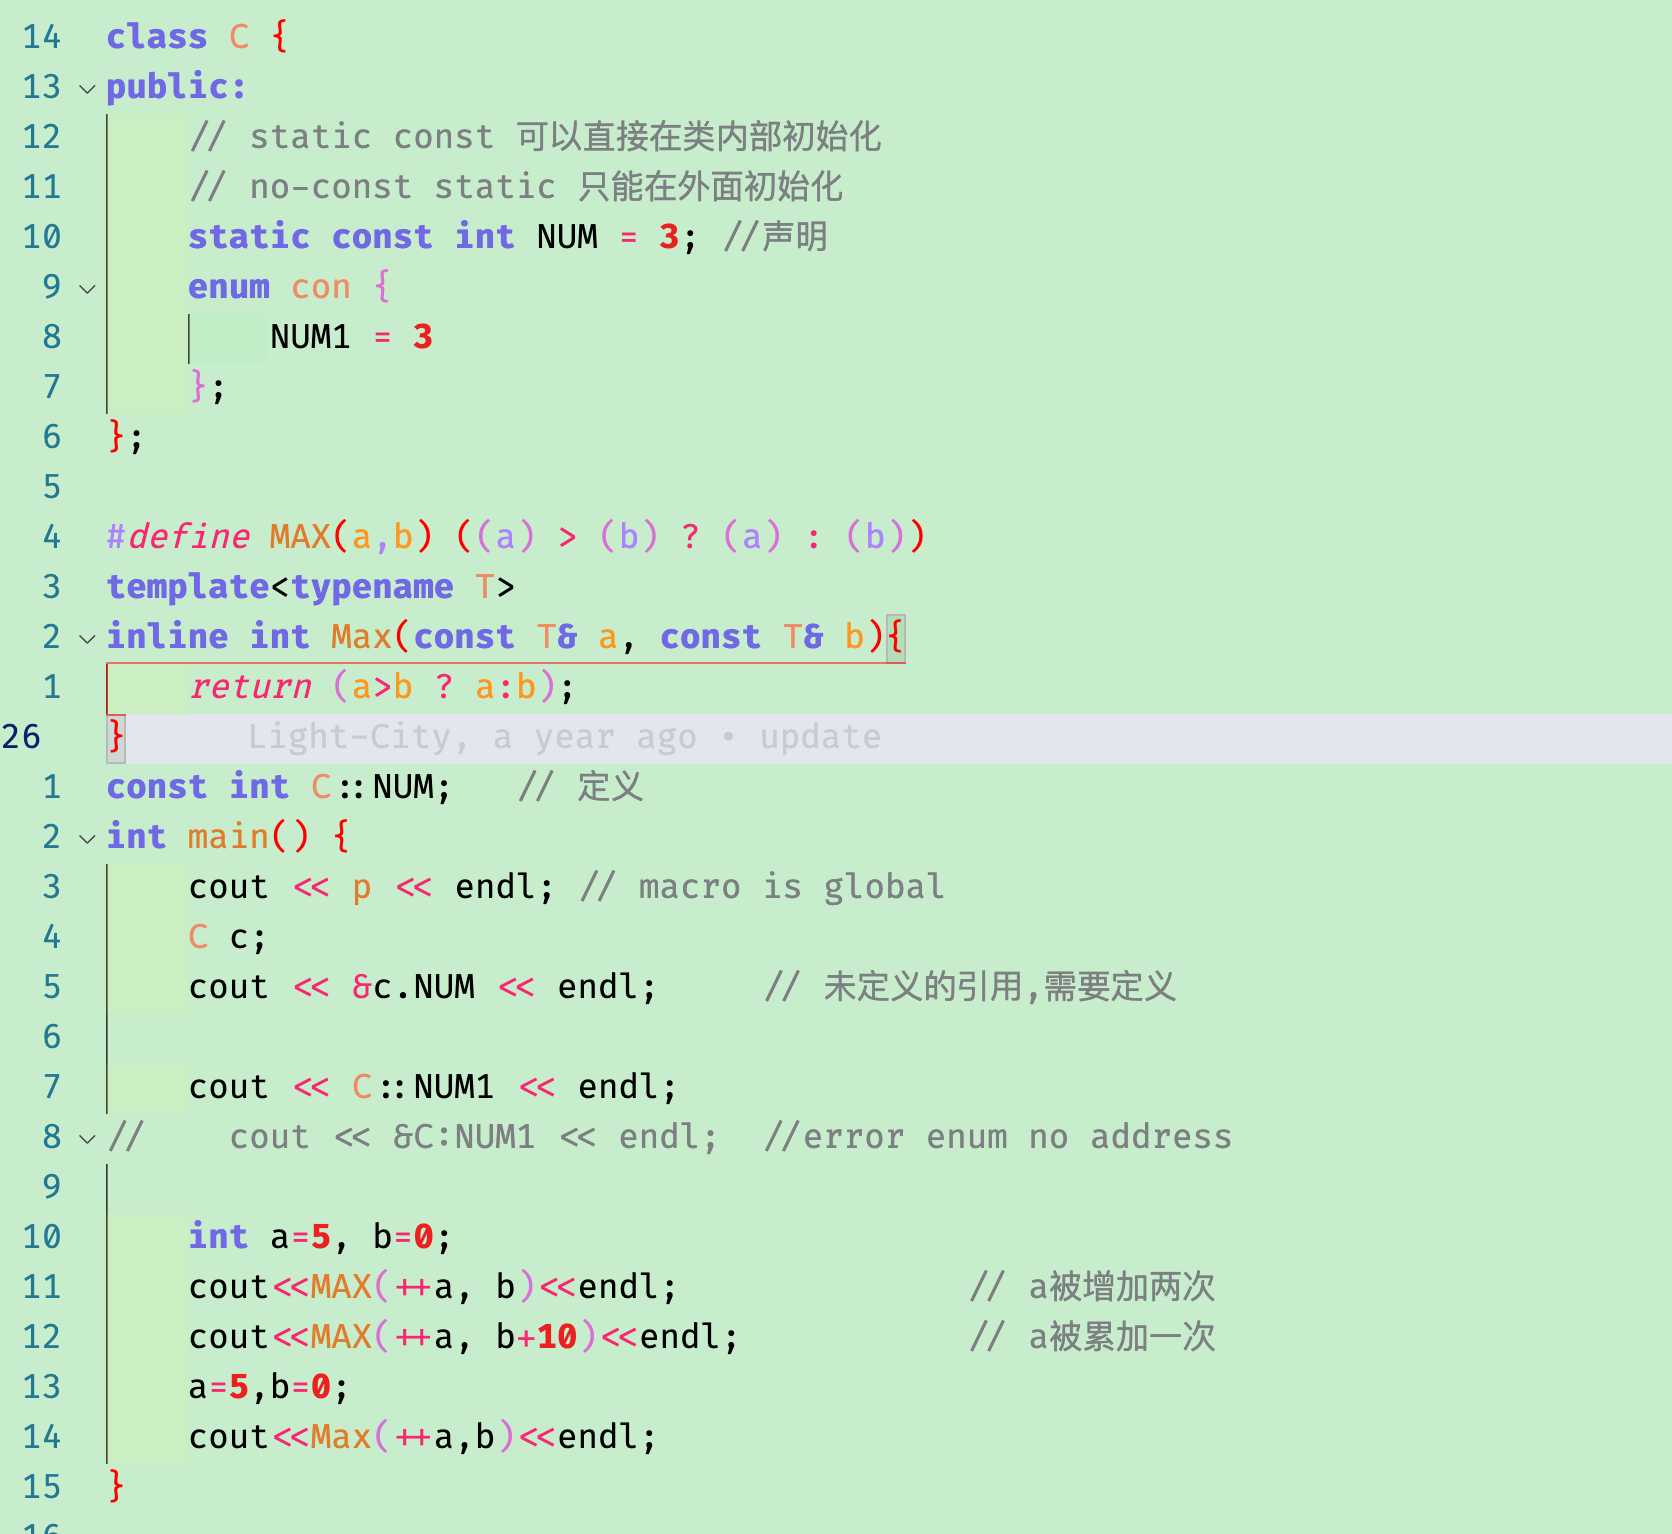 14 class C {
13 public:
12 // static const 可以直接在类内部初始化
11 // no-const static 只能在外面初始化
10 static const int NUM = 3; //声明
9 enum con {
8 NUM1 = 3
7 };
6 };
5
4 #define MAX(a,b) ((a) > (b) ? (a) : (b))
3 template<typename T>
2 inline int Max(const T& a, const T& b){
1 return (a>b ? a:b);
26 } Light-City, a year ago • update
1 const int C::NUM; // 定义
2 int main() {
3 cout << p << endl; // macro is global
4 C c;
5 cout << &c.NUM << endl; // 未定义的引用,需要定义
6
7 cout << C::NUM1 << endl;
8 // cout << &C:NUM1 << endl; //error enum no address
9
10 int a=5, b=0;
11 cout<<MAX(++a, b)<<endl; // a被增加两次
12 cout<<MAX(++a, b+10)<<endl; // a被累加一次
13 a=5,b=0;
14 cout<<Max(++a,b)<<endl;
15 }
16